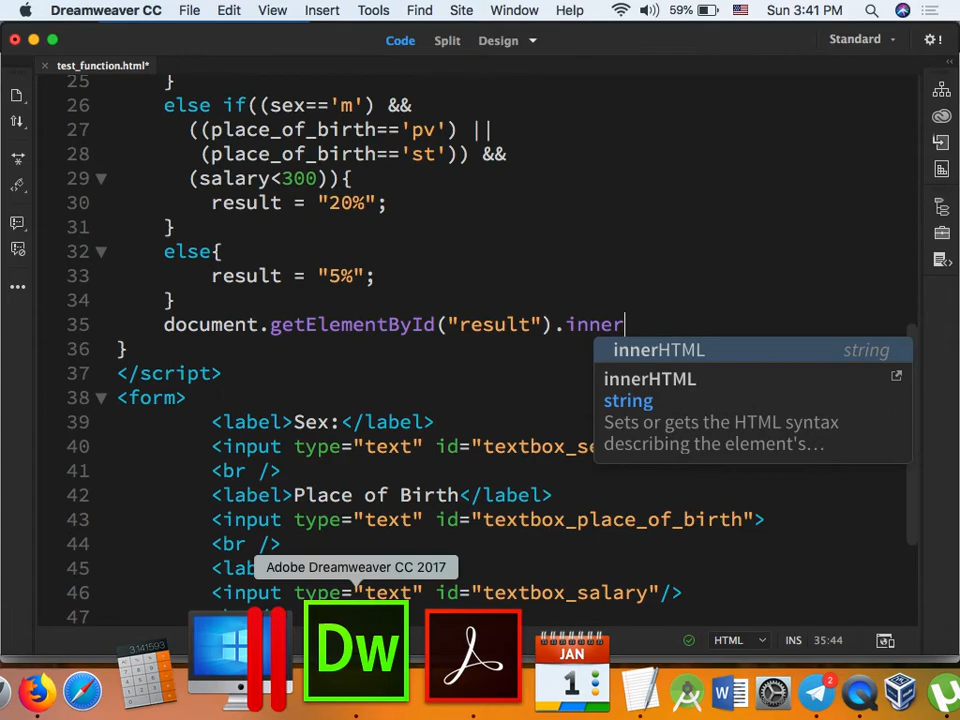 Dreamweaver CC File Edit View Insert Tools Find Site Window Help 59% Sun 3:41 PM
Code Split Design Standard
test_function.html*
25 }
26 else if((sex=='m') &&
27 ((place_of_birth=='pv') ||
28 (place_of_birth=='st')) &&
29 (salary<300)){
30 result = "20%";
31 }
32 else{
33 result = "5%";
34 }
35 document.getElementById("result").inner
innerHTML string
36 }
innerHTML
37 </script>
string
38 <form>
Sets or gets the HTML syntax
describing the element's…
39 <label>Sex:</label>
40 <input type="text" id="textbox_se
41 <br />
42 <label>Place of Birth</label>
43 <input type="text" id="textbox_place_of_birth">
44 <br />
Adobe Dreamweaver CC 2017
45 <lab
46 <input type="text" id="textbox_salary"/>
47
HTML INS 35:44
3.141593
Dw
JAN
1
W
2